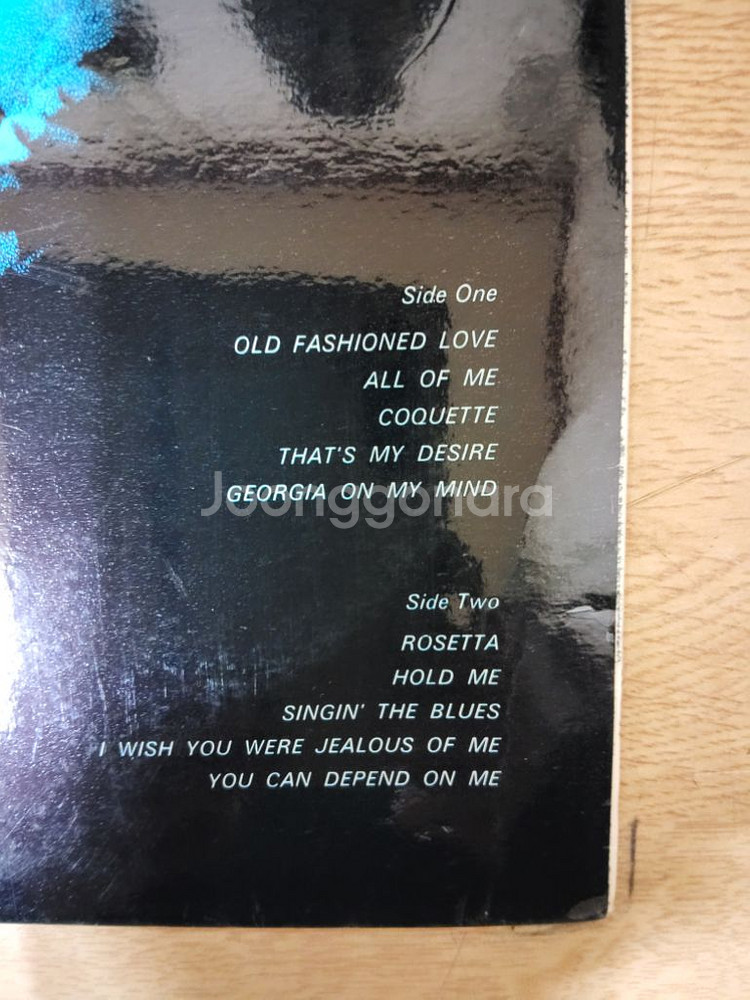 Side One
OLD FASHIONED LOVE
ALL OF ME
COQUETTE
THAT'S MY DESIRE
GEORGIA ON MY MIND
Joonggonara
Side Two
ROSETTA
HOLD ME
SINGIN' THE BLUES
I WISH YOU WERE JEALOUS OF ME
YOU CAN DEPEND ON ME